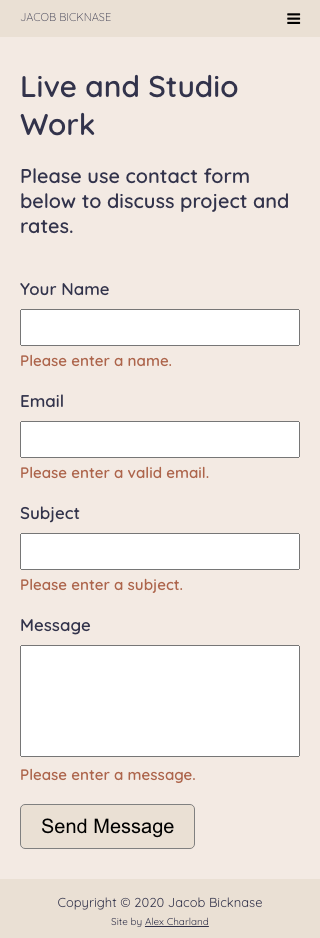 JACOB BICKNASE
Live and Studio
Work
Please use contact form
below to discuss project and
rates.
Your Name
Please enter a name.
Email
Please enter a valid email.
Subject
Please enter a subject.
Message
Please enter a message.
Send Message
Copyright © 2020 Jacob Bicknase
Site by Alex Charland